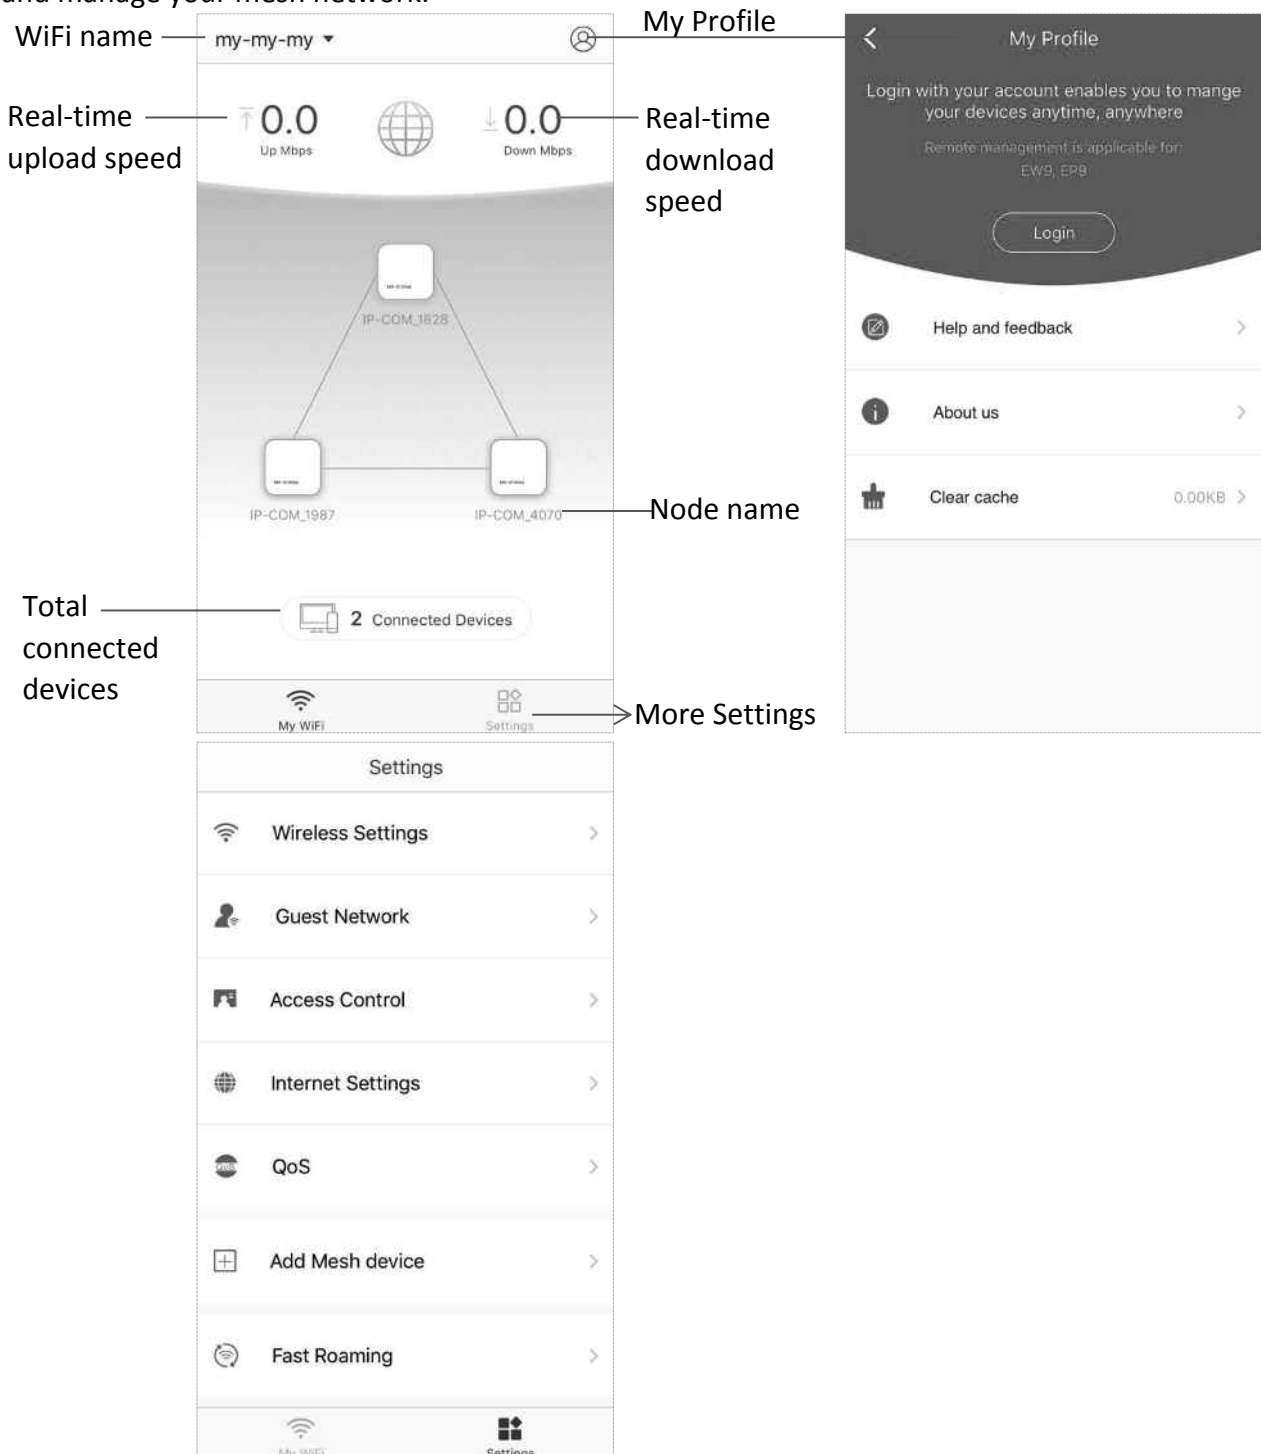 and manage your mesh network.
WiFi name
my-my-my
My Profile
Real-time
upload speed
0.0
Up Mbps
0.0
Down Mbps
Real-time
download
speed
IP-COM_1828
IP-COM_1987
IP-COM_4070
Node name
Total
connected
devices
2 Connected Devices
My WiFi
Settings
More Settings
My Profile
Login with your account enables you to mange
your devices anytime, anywhere
Remote management is applicable for:
EW9, EP9
Login
Help and feedback
About us
Clear cache
0.00KB
Settings
Wireless Settings
Guest Network
Access Control
Internet Settings
QoS
QoS
Add Mesh device
Fast Roaming
My WiFi
Settings